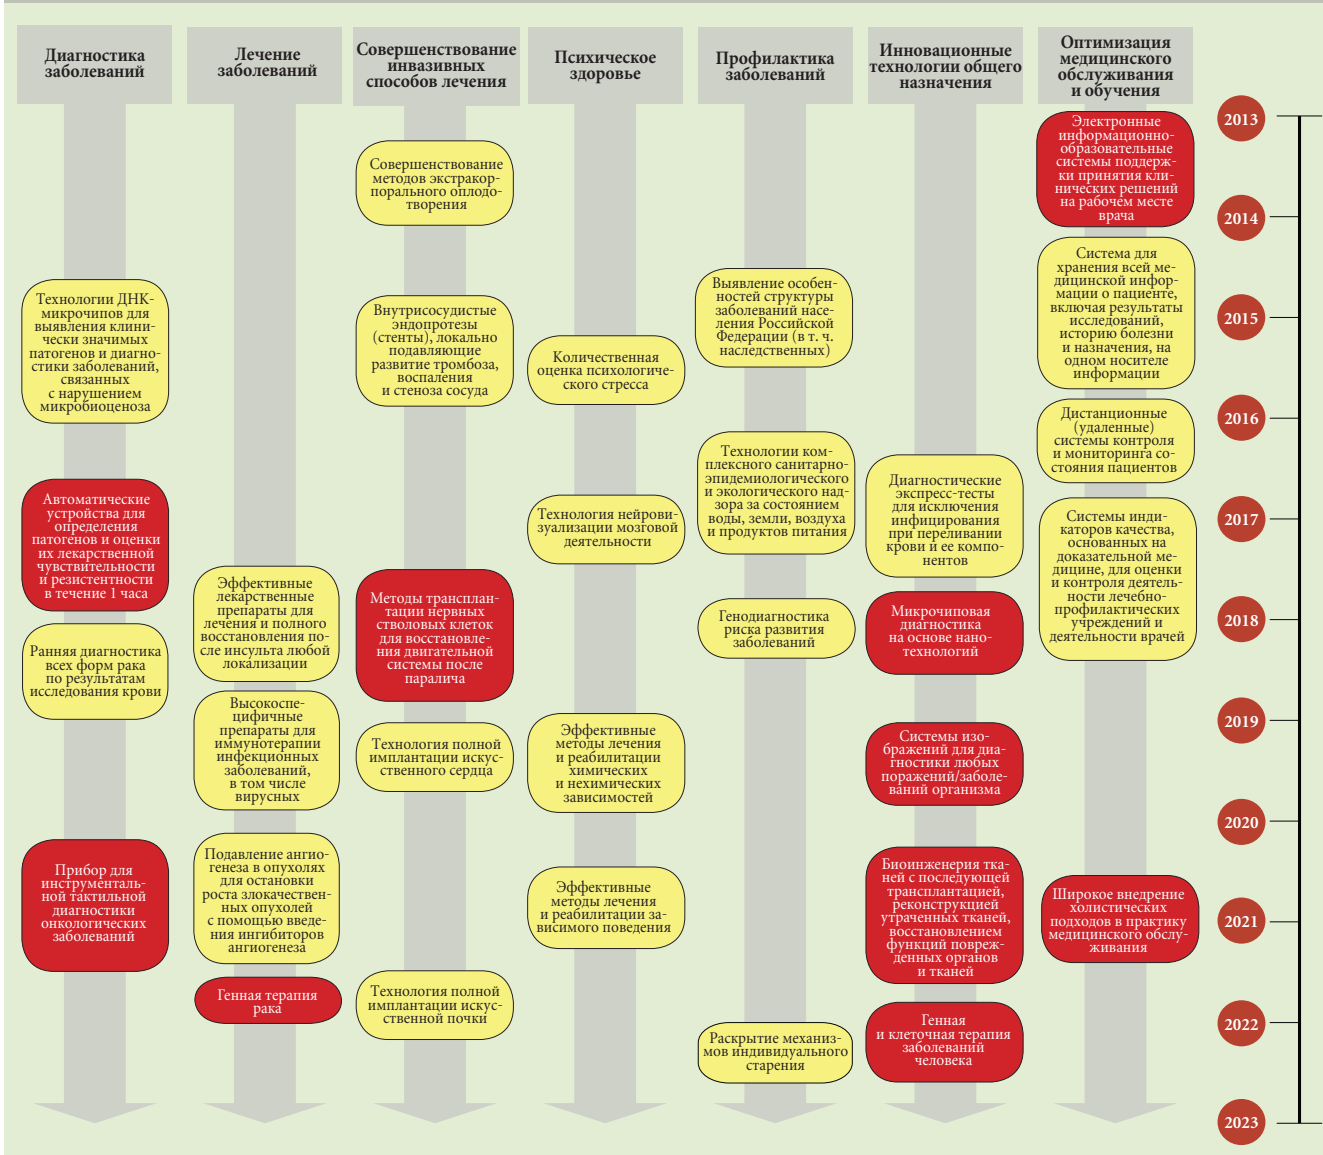 Диагностика
заболеваний
Технологии ДНК-
микрочипов для
выявления клини-
чески значимых
патогенов и диагно-
стики заболеваний,
связанных
с нарушением
микробиоценоза
Автоматические
устройства для
определения
патогенов и оценки
их лекарственной
чувствительности
и резистентности
в течение 1 часа
Ранняя диагностика
всех форм рака
по результатам
исследования крови
Прибор для
инструменталь-
ной тактильной
диагностики
онкологических
заболеваний
Лечение
заболеваний
Эффективные
лекарственные
препараты для
лечения и полного
восстановления по-
сле инсульта любой
локализации
Высокоспе-
цифичные
препараты для
иммунотерапии
инфекционных
заболеваний,
в том числе
вирусных
Подавление ангио-
генеза в опухолях
для остановки
роста злокачествен-
ных опухолей
с помощью введе-
ния ингибиторов
ангиогенеза
Генная терапия
рака
Совершенствование
инвазивных
способов лечения
Совершенствование
методов экстракор-
порального оплодо-
творения
Внутрисосудистые
эндопротезы
(стенты), локально
подавляющие
развитие тромбоза,
воспаления
и стеноза сосуда
Методы трансплан-
тации нервных
стволовых клеток
для восстановле-
ния двигательной
системы после
паралича
Технология полной
имплантации искус-
ственного сердца
Технология полной
имплантации искус-
ственной почки
Психическое
здоровье
Количественная
оценка психологиче-
ского стресса
Технология нейрови-
зуализации мозговой
деятельности
Эффективные
методы лечения
и реабилитации
химических
и нехимических
зависимостей
Эффективные
методы лечения
и реабилитации за-
висимого поведения
Профилактика
заболеваний
Выявление особен-
ностей структуры
заболеваний насе-
ления Российской
Федерации (в т. ч.
наследственных)
Технологии ком-
плексного санитарно-
эпидемиологического
и экологического над-
зора за состоянием
воды, земли, воздуха
и продуктов питания
Генодиагностика
риска развития
заболеваний
Раскрытие механиз-
мов индивидуального
старения
Инновационные
технологии общего
назначения
Диагностические
экспресс-тесты
для исключения
инфицирования
при переливании
крови и ее компо-
нентов
Микрочиповая
диагностика
на основе нано-
технологий
Системы изо-
бражений для диа-
гностики любых
поражений/заболе-
ваний организма
Биоинженерия тка-
ней с последующей
трансплантацией,
реконструкцией
утраченных тканей,
восстановлением
функций повреж-
денных органов
и тканей
Генная
и клеточная терапия
заболеваний
человека
Оптимизация
медицинского
обслуживания
и обучения
Электронные
информационно-
образовательные
системы поддерж-
ки принятия кли-
нических решений
на рабочем месте
врача
Система для
хранения всей ме-
дицинской инфор-
мации о пациенте,
включая результаты
исследований,
историю болезни
и назначения, на
одном носителе
информации
Дистанционные
(удаленные)
системы контроля
и мониторинга со-
стояния пациентов
Системы инди-
каторов качества,
основанных на
доказательной ме-
дицине, для оценки
и контроля деятель-
ности лечебно-
профилактических
учреждений и
деятельности врачей
Широкое внедрение
холистических
подходов в практику
медицинского обслу-
живания
2013
2014
2015
2016
2017
2018
2019
2020
2021
2022
2023